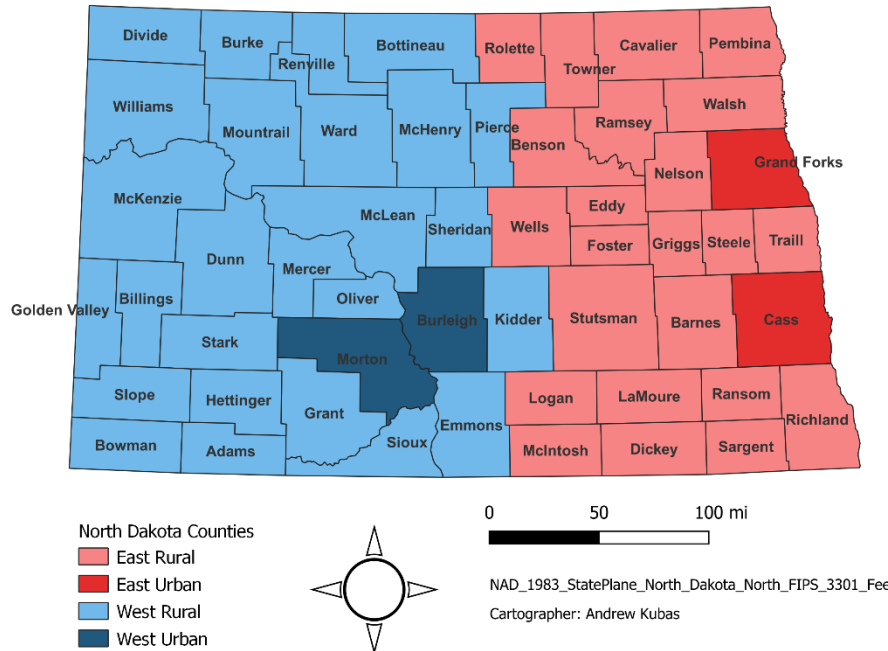 Divide
Burke
Renville
Bottineau
Rolette
Towner
Cavalier
Pembina
Williams
Mountrail
Ward
McHenry
Pierce
Benson
Ramsey
Walsh
Nelson
Grand Forks
McKenzie
McLean
Sheridan
Wells
Eddy
Foster
Griggs
Steele
Traill
Dunn
Mercer
Oliver
Golden Valley
Billings
Stark
Morton
Burleigh
Kidder
Stutsman
Barnes
Cass
Slope
Hettinger
Grant
Sioux
Emmons
Logan
LaMoure
Ransom
Richland
Bowman
Adams
McIntosh
Dickey
Sargent
North Dakota Counties
East Rural
East Urban
West Rural
West Urban
0 50 100 mi
NAD_1983_StatePlane_North_Dakota_North_FIPS_3301_Fee
Cartographer: Andrew Kubas